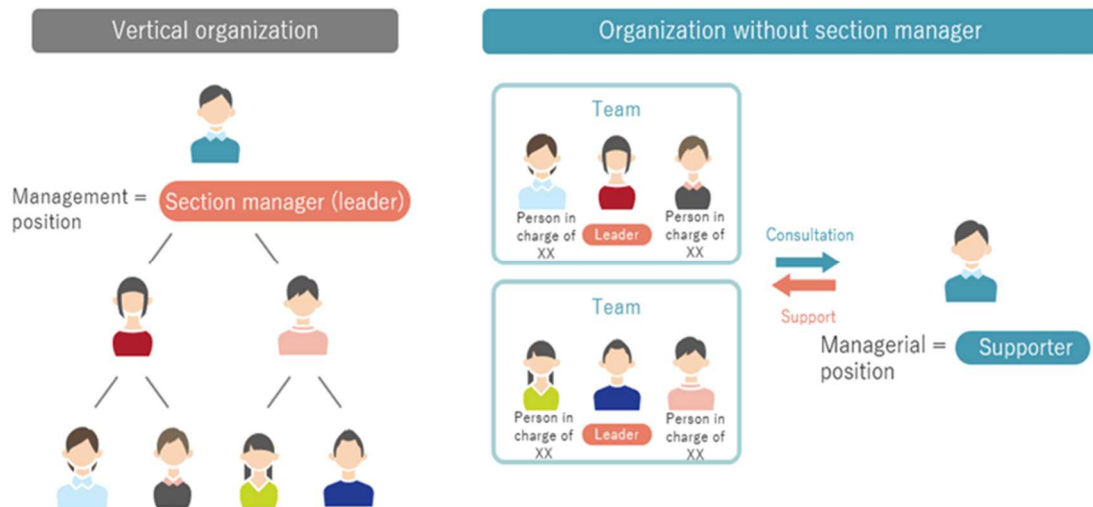 Vertical organization
Management =
position
Section manager (leader)
Organization without section manager
Team
Person in
charge of
XX
Leader
Person in
charge of
XX
Team
Person in
charge of
XX
Leader
Person in
charge of
XX
Consultation
Support
Managerial =
position
Supporter